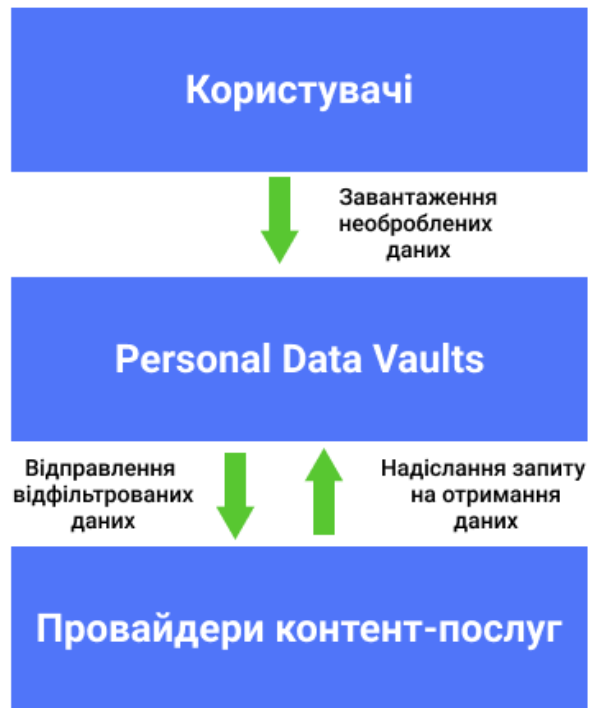 Користувачі
Завантаження
необроблених
даних
Personal Data Vaults
Відправлення
відфільтрованих
даних
Надіслання запиту
на отримання
даних
Провайдери контент-послуг